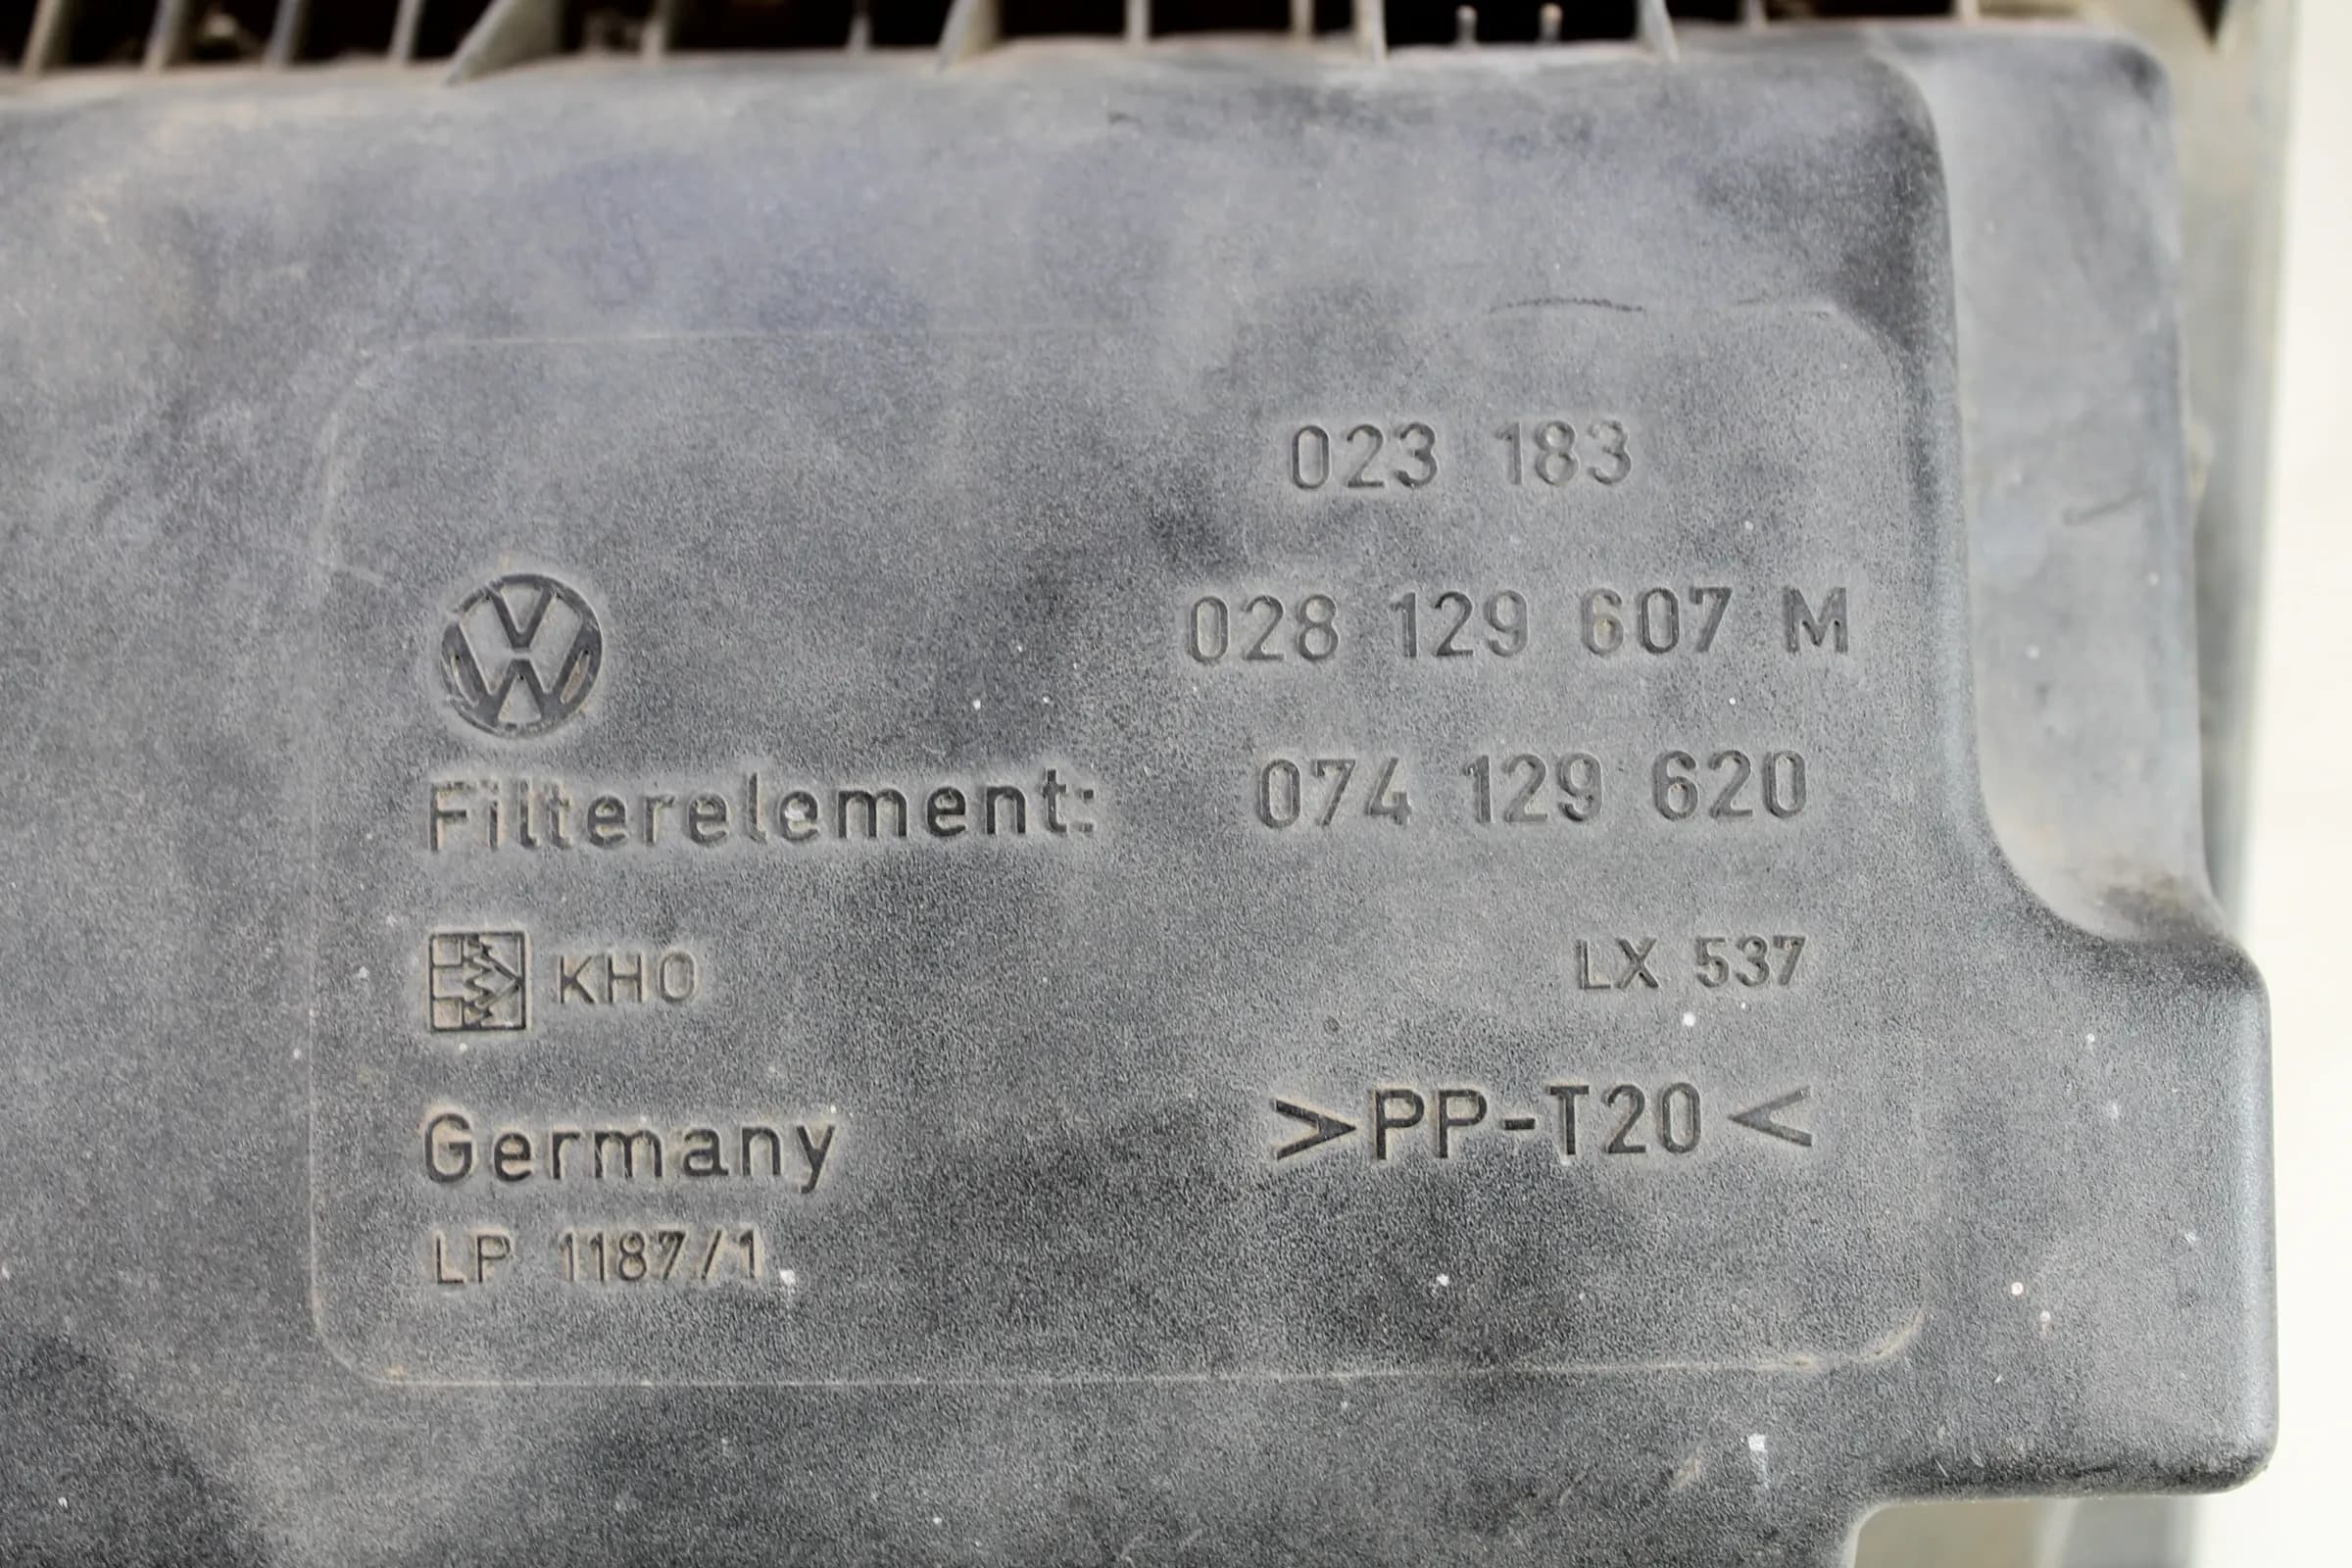 023 183
028 129 607 M
Filterelement: 074 129 620
KHO LX 537
Germany >PP-T20<
LP 1187/1